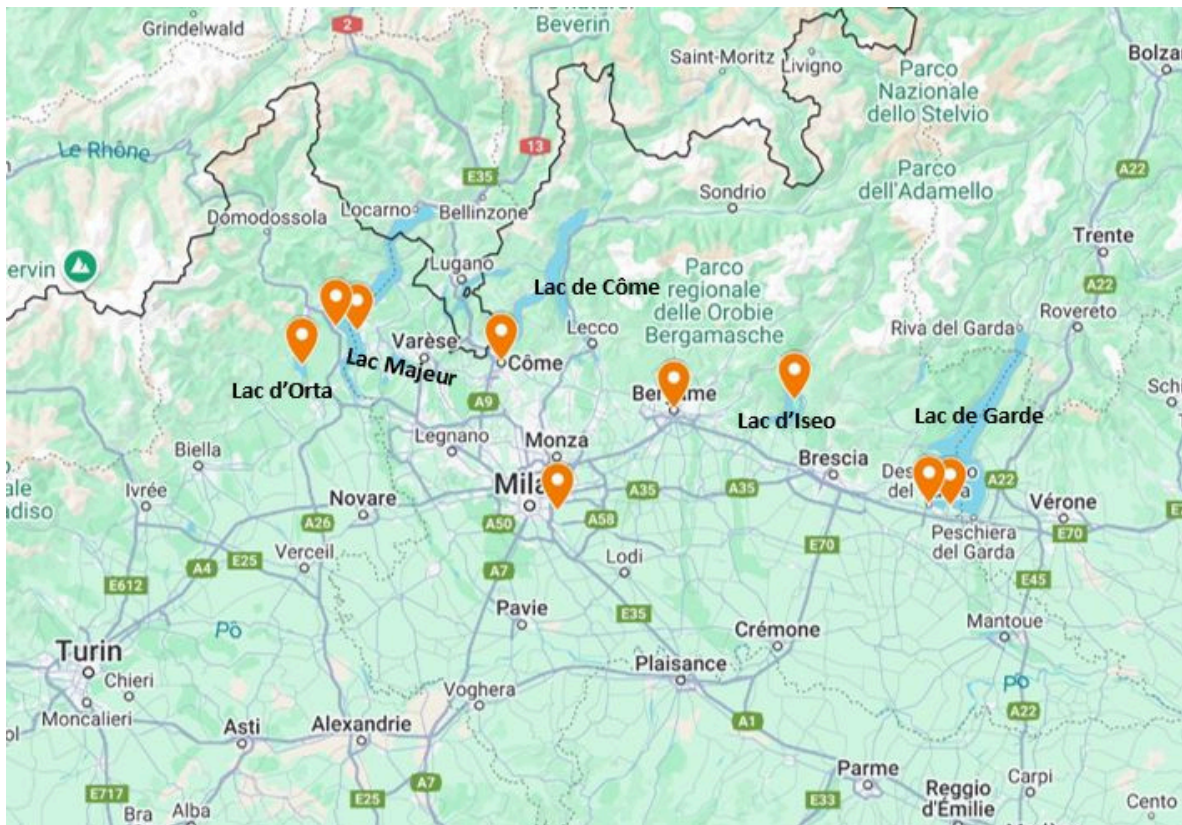 Grindelwald
2
Beverin
Saint-Moritz
Livigno
Bolza
Parco
Nazionale
dello Stelvio
Le Rhône
13
E35
A22
Parco
dell'Adamello
Sondrio
Domodossola
Locarno
Bellinzone
Trente
ervin
Lugano
Lac de Côme
Parco
regionale
delle Orobie
Bergamasche
A22
Rovereto
Riva del Garda
Lecco
Varèse
Côme
Lac Majeur
Lac d'Orta
Schi
A9
Lac d'Iseo
Lac de Garde
Legnano
Monza
Biella
Brescia
Ivrée
adiso
Novare
A35
A35
A22
Vérone
A26
A50
A58
E70
Peschiera
del Garda
Verceil
E25
A4
Lodi
E70
E612
A7
E45
E35
Pavie
Pô
Crémone
Mantoue
Turin
Chieri
Plaisance
Pô
Voghera
Moncalieri
A22
Asti
Alexandrie
A1
A7
Parme
Carpi
E717
E25
E33
Reggio
d'Émilie
Cento
Bra
Alba